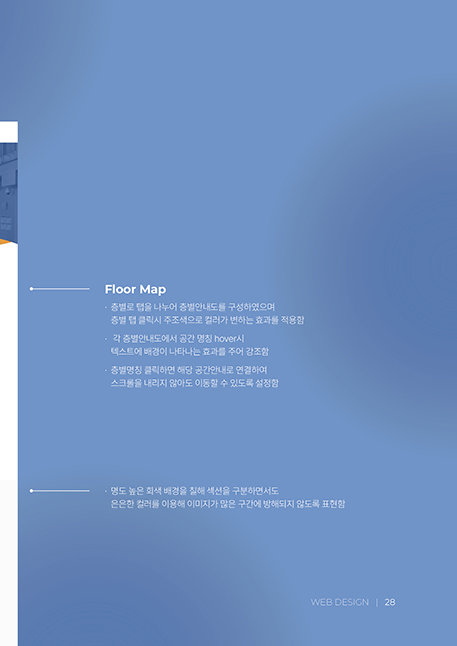 Floor Map
· 층별로 탭을 나누어 층별안내도를 구성하였으며
층별 탭 클릭시 주조색으로 컬러가 변하는 효과를 적용함
· 각 층별안내도에서 공간 명칭 hover시
텍스트에 배경이 나타나는 효과를 주어 강조함
· 층별명칭 클릭하면 해당 공간안내로 연결하여
스크롤을 내리지 않아도 이동할 수 있도록 설정함
· 명도 높은 회색 배경을 칠해 섹션을 구분하면서도
은은한 컬러를 이용해 이미지가 많은 구간에 방해되지 않도록 표현함
WEB DESIGN | 28